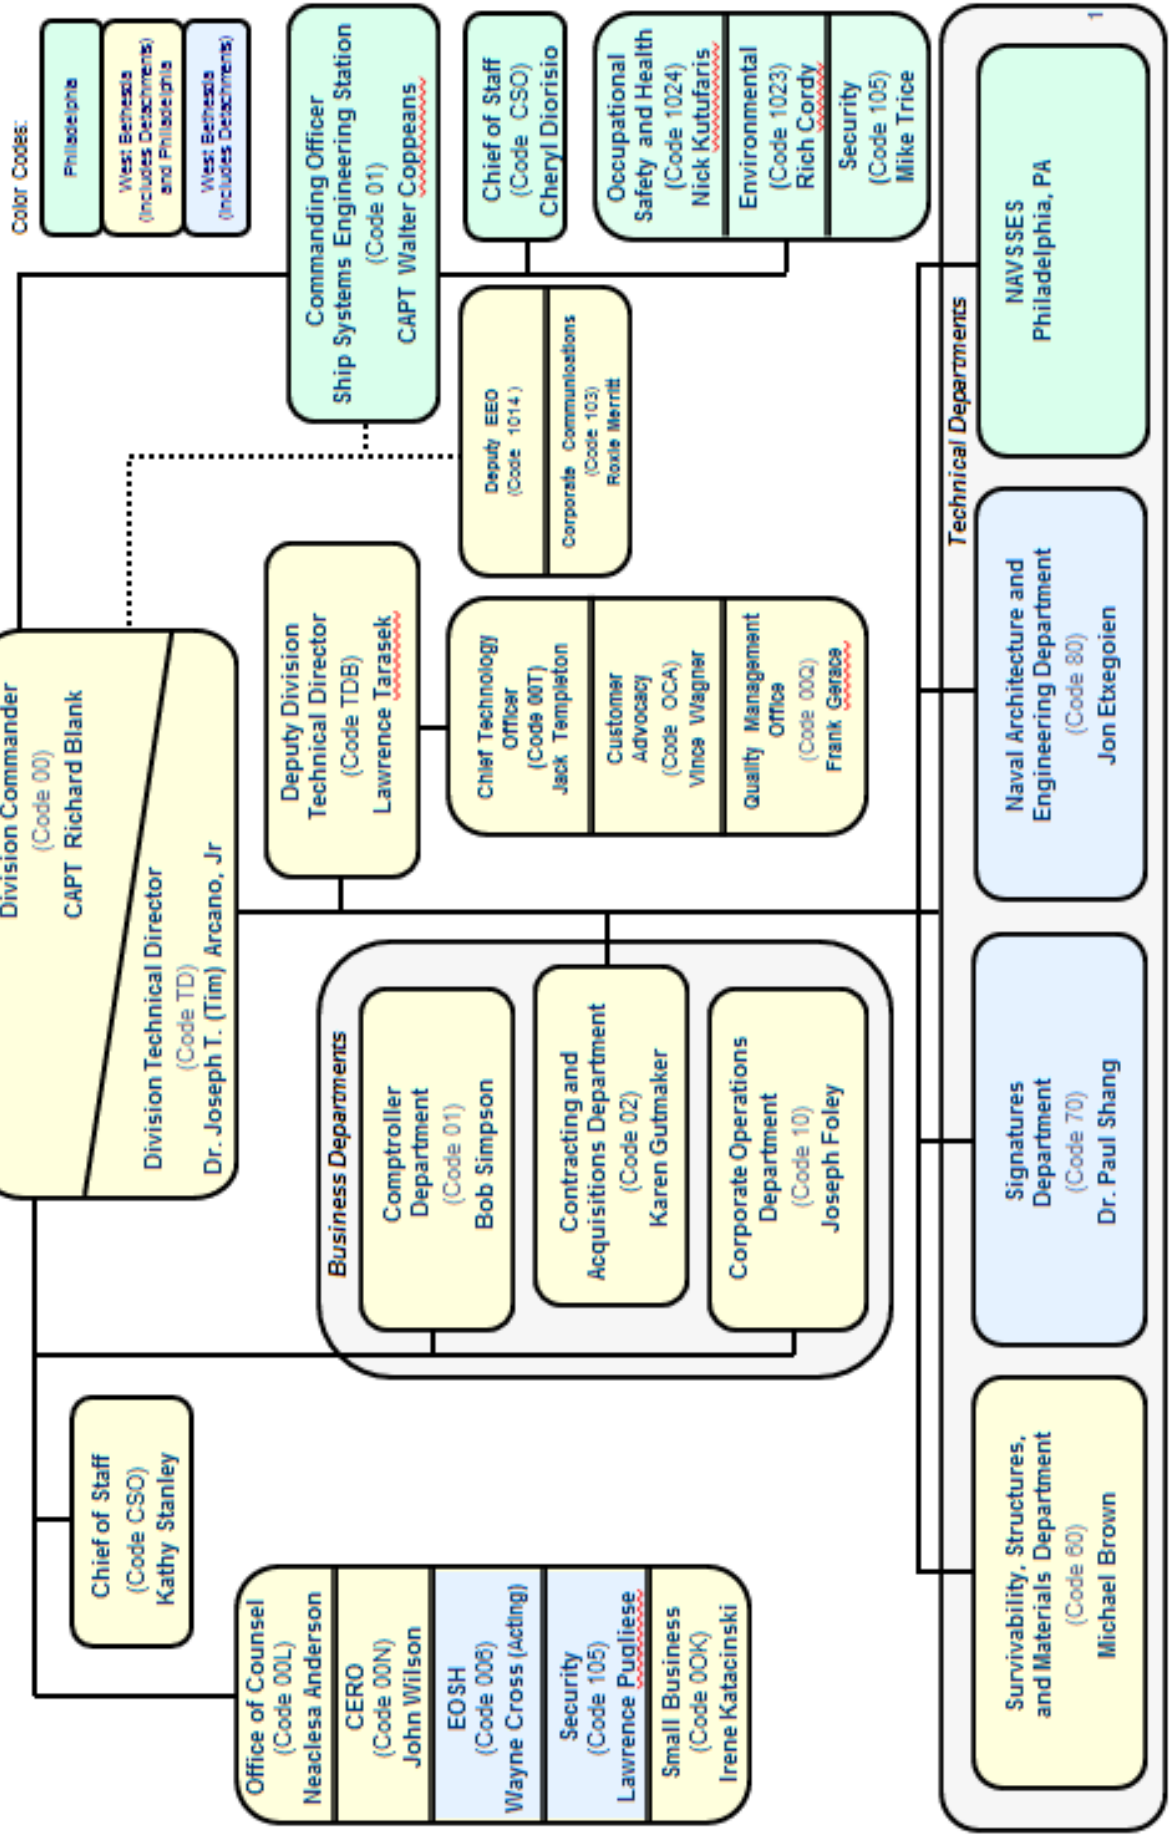 Division Commander
(Code 00)
CAPT Richard Blank
Division Technical Director
(Code TD)
Dr. Joseph T. (Tim) Arcano, Jr
Color Codes:
Philadelphia
West Bethesda
(Includes Detachments)
and Philadelphia
West Bethesda
(Includes Detachments)
Chief of Staff
(Code CSO)
Kathy Stanley
Office of Counsel
(Code 00L)
Neaclesa Anderson
CERO
(Code 00N)
John Wilson
EOSH
(Code 006)
Wayne Cross (Acting)
Security
(Code 105)
Lawrence Pugliese
Small Business
(Code 0OK)
Irene Katacinski
Business Departments
Comptroller
Department
(Code 01)
Bob Simpson
Contracting and
Acquisitions Department
(Code 02)
Karen Gutmaker
Corporate Operations
Department
(Code 10)
Joseph Foley
Deputy Division
Technical Director
(Code TDB)
Lawrence Tarasek
Chief Technology
Officer
(Code 00T)
Jack Templeton
Customer
Advocacy
(Code OCA)
Vince Wagner
Quality Management
Office
(Code 00Q)
Frank Gerace
Commanding Officer
Ship Systems Engineering Station
(Code 01)
CAPT Walter Coppeans
Deputy EEO
(Code 1014 )
Corporate Communications
(Code 103)
Roxie Merritt
Chief of Staff
(Code CSO)
Cheryl Diorisio
Occupational
Safety and Health
(Code 1024)
Nick Kutufaris
Environmental
(Code 1023)
Rich Cordy
Security
(Code 105)
Mike Trice
Technical Departments
Survivability, Structures,
and Materials Department
(Code 60)
Michael Brown
Signatures
Department
(Code 70)
Dr. Paul Shang
Naval Architecture and
Engineering Department
(Code 80)
Jon Etxegoien
NAVSSES
Philadelphia, PA
1